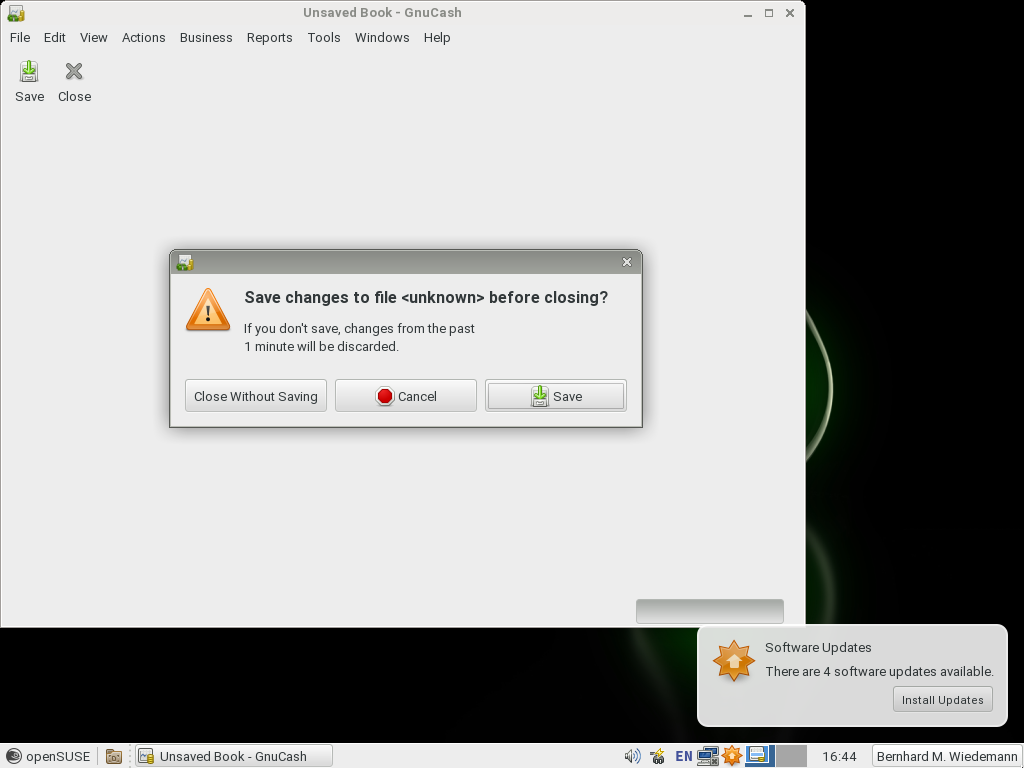 Unsaved Book - GnuCash
File Edit View Actions Business Reports Tools Windows Help
Save Close
Save changes to file <unknown> before closing?
If you don't save, changes from the past
1 minute will be discarded.
Close Without Saving Cancel Save
Software Updates
There are 4 software updates available.
Install Updates
openSUSE Unsaved Book - GnuCash EN 16:44 Bernhard M. Wiedemann